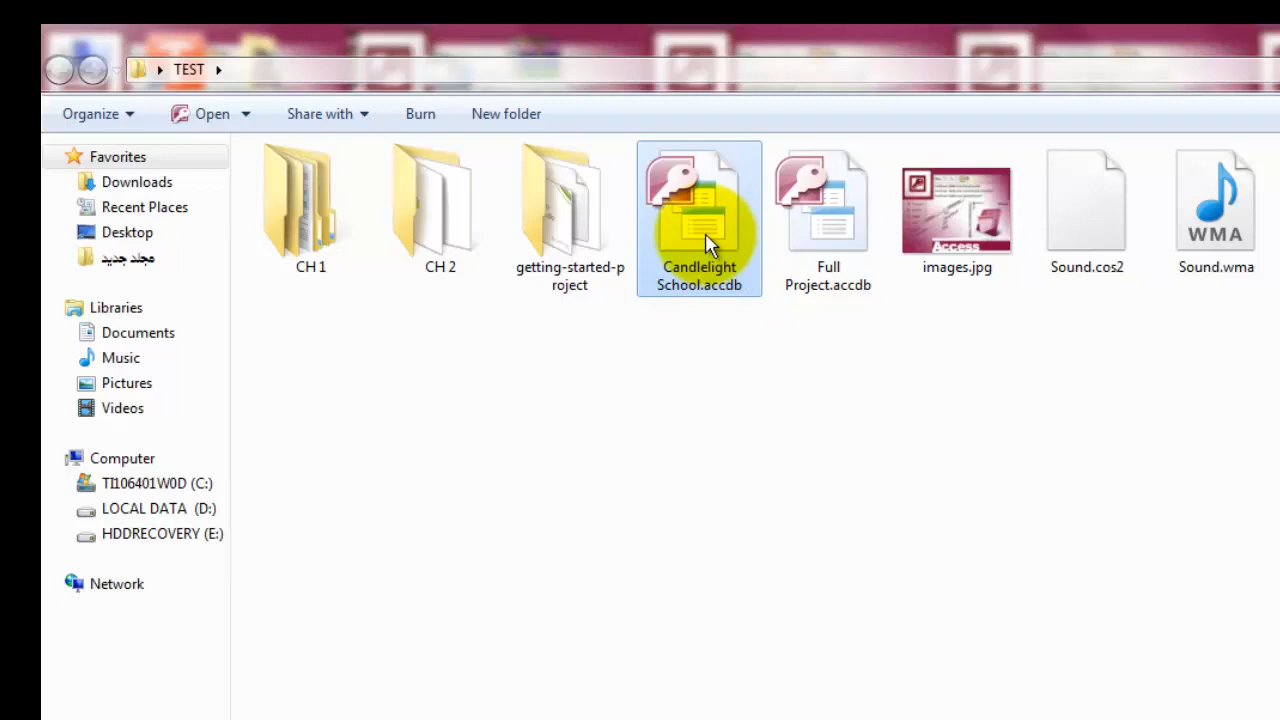 TEST
Organize
Open
Share with
Burn
New folder
Favorites
Downloads
Recent Places
Desktop
مجلد جديد
Libraries
Documents
Music
Pictures
Videos
Computer
TI106401W0D (C:)
LOCAL DATA (D:)
HDDRECOVERY (E:)
Network
CH 1
CH 2
getting-started-p
roject
Candlelight
School.accdb
Full
Project.accdb
Access
images.jpg
Sound.cos2
WMA
Sound.wma